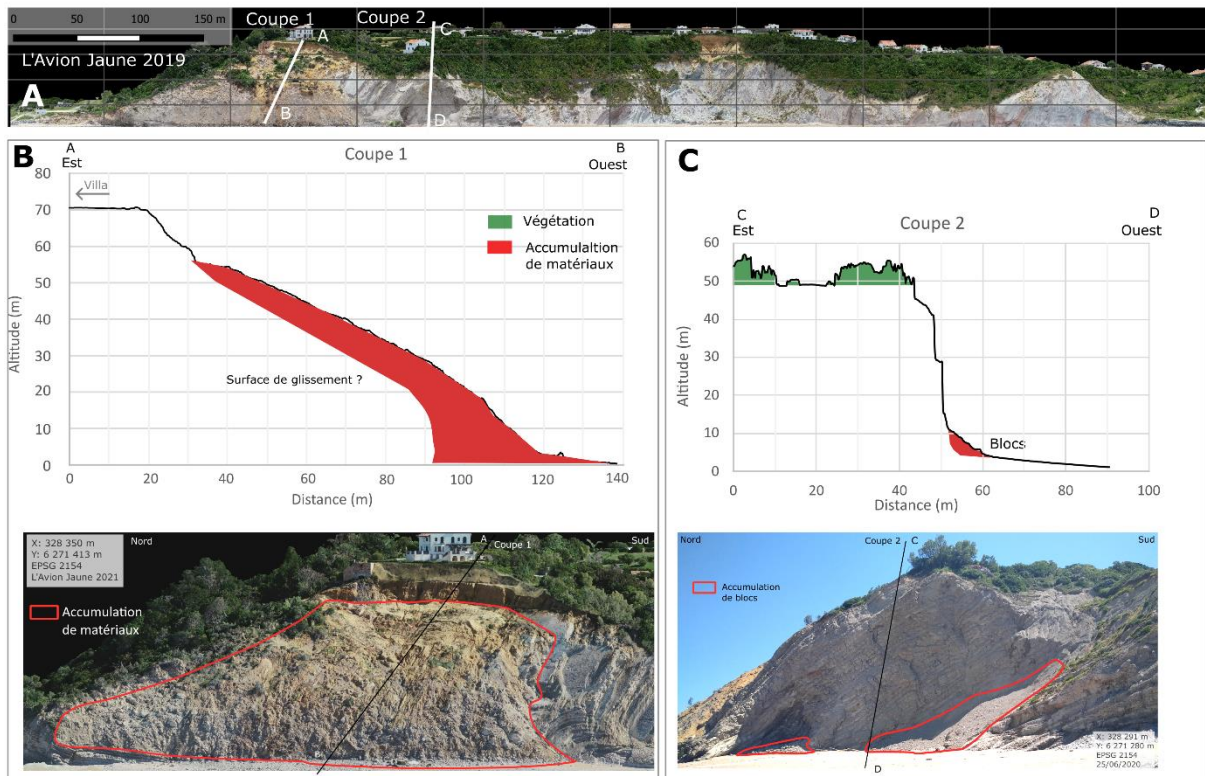 0 50 100 150 m
Coupe 1
Coupe 2
A
C
L'Avion Jaune 2019
A
B
D
B
A
Est
Coupe 1
B
Ouest
Villa
Végétation
Accumulaltion
de matériaux
Surface de glissement ?
Altitude (m)
80
70
60
50
40
30
20
10
0
0 20 40 60 80 100 120 140
Distance (m)
X: 328 350 m
Y: 6 271 413 m
EPSG 2154
L'Avion Jaune 2021
Nord
A
Coupe 1
Sud
Accumulation
de matériaux
B
C
C
Est
Coupe 2
D
Ouest
Altitude (m)
60
50
40
30
20
10
0
Blocs
0 20 40 60 80 100
Distance (m)
Nord
Coupe 2 C
Sud
Accumulation
de blocs
D
X: 328 291 m
Y: 6 271 280 m
EPSG 2154
25/06/2020